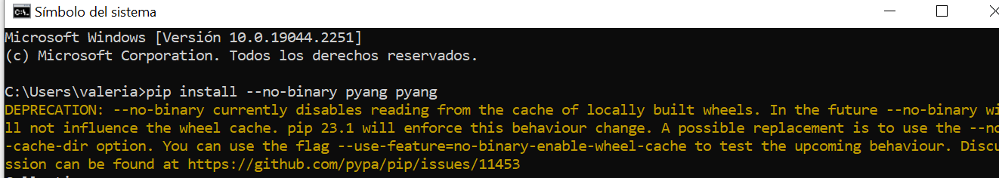 Símbolo del sistema
Microsoft Windows [Versión 10.0.19044.2251]
(c) Microsoft Corporation. Todos los derechos reservados.
C:\Users\valeria>pip install --no-binary pyang pyang
DEPRECATION: --no-binary currently disables reading from the cache of locally built wheels. In the future --no-binary wi
ll not influence the wheel cache. pip 23.1 will enforce this behaviour change. A possible replacement is to use the --no
-cache-dir option. You can use the flag --use-feature=no-binary-enable-wheel-cache to test the upcoming behaviour. Discu
ssion can be found at https://github.com/pypa/pip/issues/11453